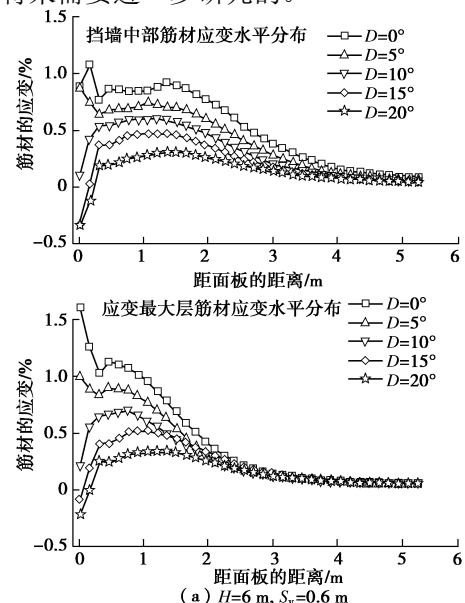 挡墙中部筋材应变水平分布
D=0°
D=5°
D=10°
D=15°
D=20°
筋材的应变/%
1.5
1.0
0.5
0
-0.5
0 1 2 3 4 5 6
距面板的距离/m
应变最大层筋材应变水平分布
D=0°
D=5°
D=10°
D=15°
D=20°
筋材的应变/%
1.5
1.0
0.5
0
-0.5
0 1 2 3 4 5 6
距面板的距离/m
(a) H=6 m, Sv=0.6 m